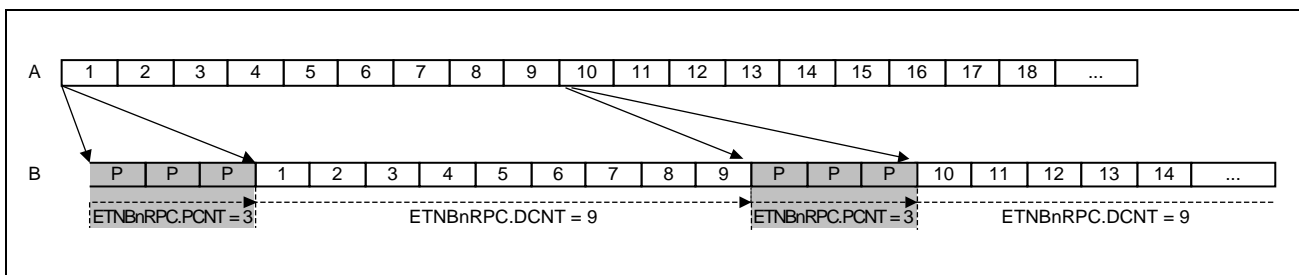 A 1 2 3 4 5 6 7 8 9 10 11 12 13 14 15 16 17 18 ...
B P P P 1 2 3 4 5 6 7 8 9 P P P 10 11 12 13 14 ...
ETNBnRPC.PCNT = 3 ETNBnRPC.DCNT = 9 ETNBnRPC.PCNT = 3 ETNBnRPC.DCNT = 9